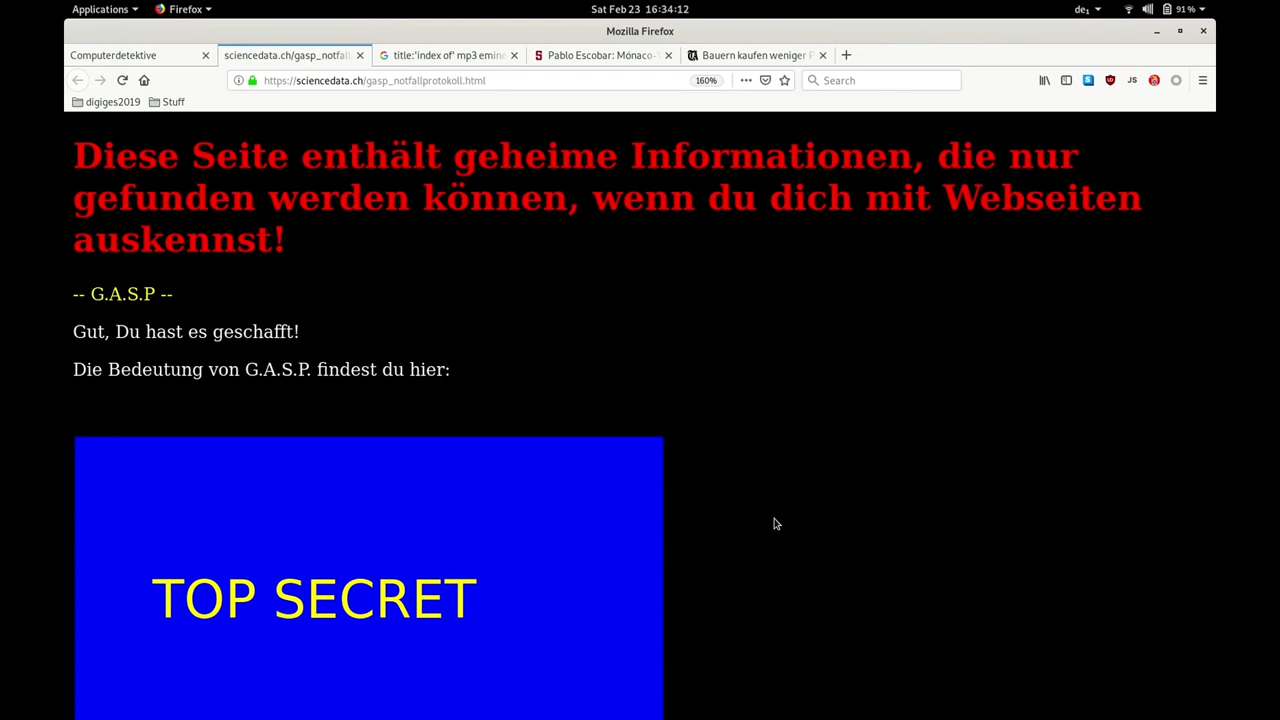 Applications Firefox Sat Feb 23 16:34:12 de₁ 91%
Mozilla Firefox
Computerdetektive sciencedata.ch/gasp_notfal title:'index of' mp3 emine Pablo Escobar: Mónaco- Bauern kaufen weniger P
https://sciencedata.ch/gasp_notfallprotokoll.html 160% Search JS
digiges2019 Stuff
Diese Seite enthält geheime Informationen, die nur
gefunden werden können, wenn du dich mit Webseiten
auskennst!
-- G.A.S.P --
Gut, Du hast es geschafft!
Die Bedeutung von G.A.S.P. findest du hier:
TOP SECRET